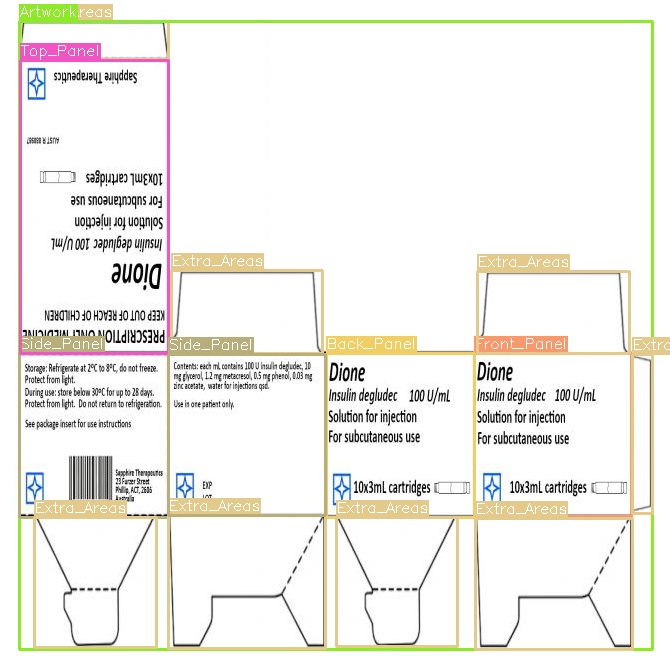 Artwork
reas
Top_Panel
Sapphire Therapeutics
AUST R 888987
10x3mL cartridges
For subcutaneous use
Solution for injection
Insulin degludec 100 U/mL
Dione
KEEP OUT OF REACH OF CHILDREN
PRESCRIPTION ONLY MEDICINE
Extra_Areas
Extra_Areas
Side_Panel
Side_Panel
Back_Panel
Front_Panel
Extra
Storage: Refrigerate at 2ºC to 8ºC, do not freeze.
Protect from light.
During use: store below 30ºC for up to 28 days.
Protect from light. Do not return to refrigeration.
See package insert for use instructions
Sapphire Therapeutics
23 Furzer Street
Phillip, ACT, 2606
Australia
Contents: each mL contains 100 U insulin degludec, 10
mg glycerol, 1.2 mg metacresol, 0.5 mg phenol, 0.03 mg
zinc acetate, water for injections qsd.
Use in one patient only.
EXP
LOT
Dione
Insulin degludec 100 U/mL
Solution for injection
For subcutaneous use
10x3mL cartridges
Dione
Insulin degludec 100 U/mL
Solution for injection
For subcutaneous use
10x3mL cartridges
Extra_Areas
Extra_Areas
Extra_Areas
Extra_Areas